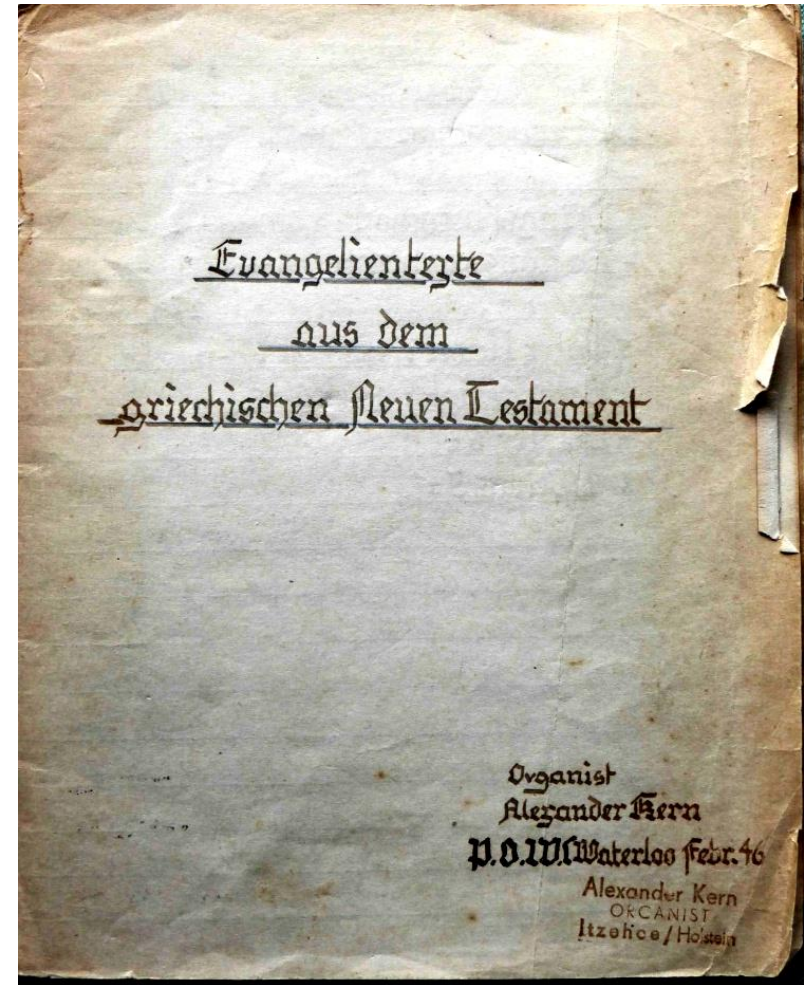 Evangelientexte
aus dem
griechischen Neuen Testament
Organist
Alexander Kern
P.O.W. Waterloo Febr. 46
Alexander Kern
ORGANIST
Itzehoe / Holstein